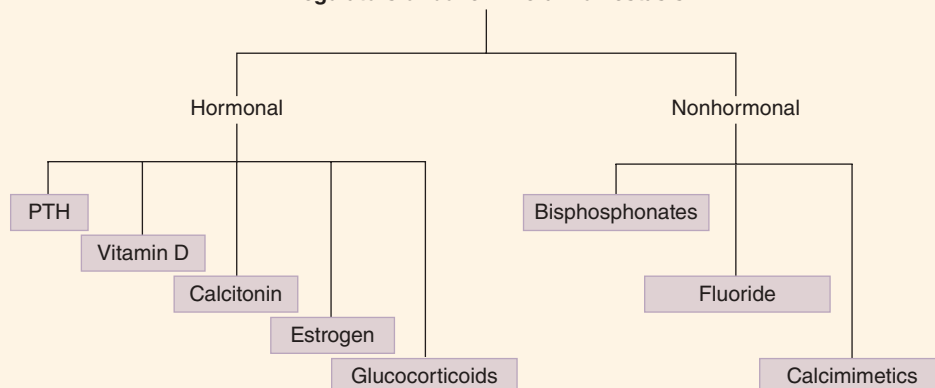 Hormonal
Nonhormonal
PTH
Bisphosphonates
Vitamin D
Calcitonin
Fluoride
Estrogen
Glucocorticoids
Calcimimetics